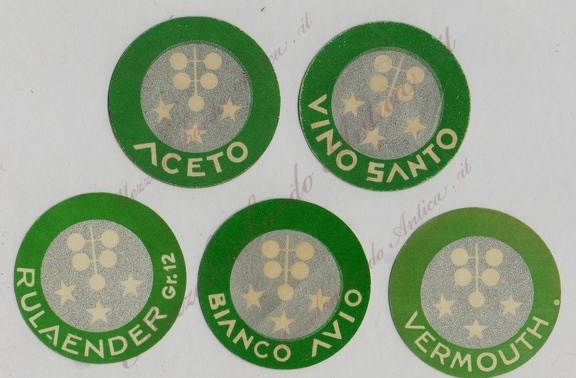 ACETO
VINO SANTO
RULAENDER Gr.12
BIANCO AVIO
VERMOUTH.